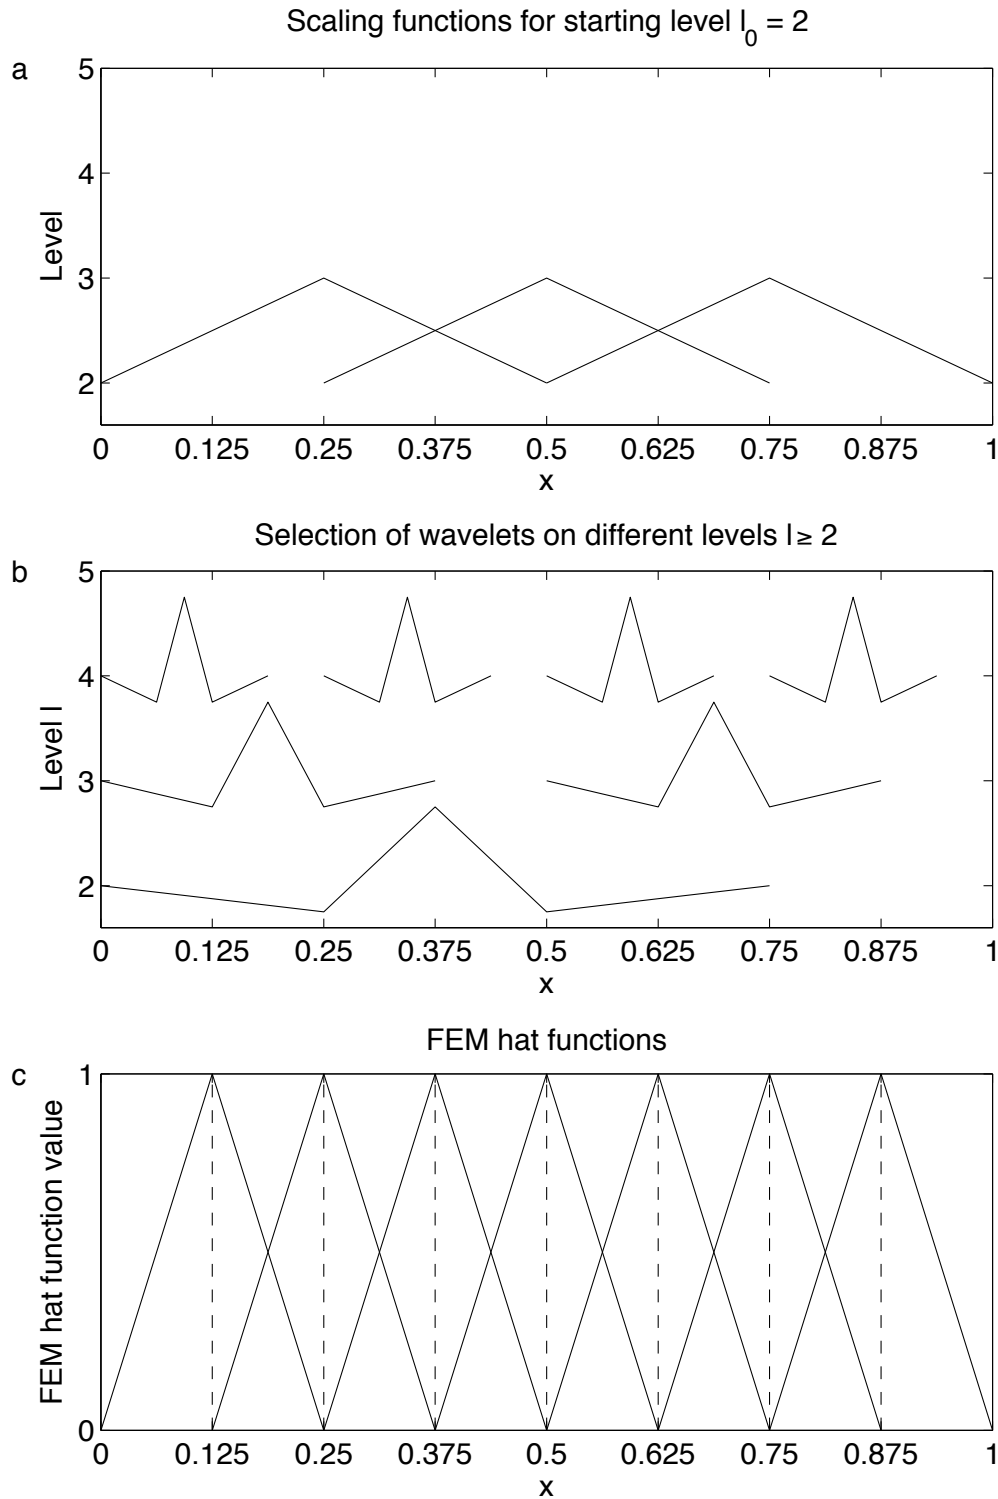 Scaling functions for starting level l0 = 2
a
5
4
3
2
Level
0 0.125 0.25 0.375 0.5 0.625 0.75 0.875 1
x
Selection of wavelets on different levels l ≥ 2
b
5
4
3
2
Level l
0 0.125 0.25 0.375 0.5 0.625 0.75 0.875 1
x
FEM hat functions
c
1
0
FEM hat function value
0 0.125 0.25 0.375 0.5 0.625 0.75 0.875 1
x